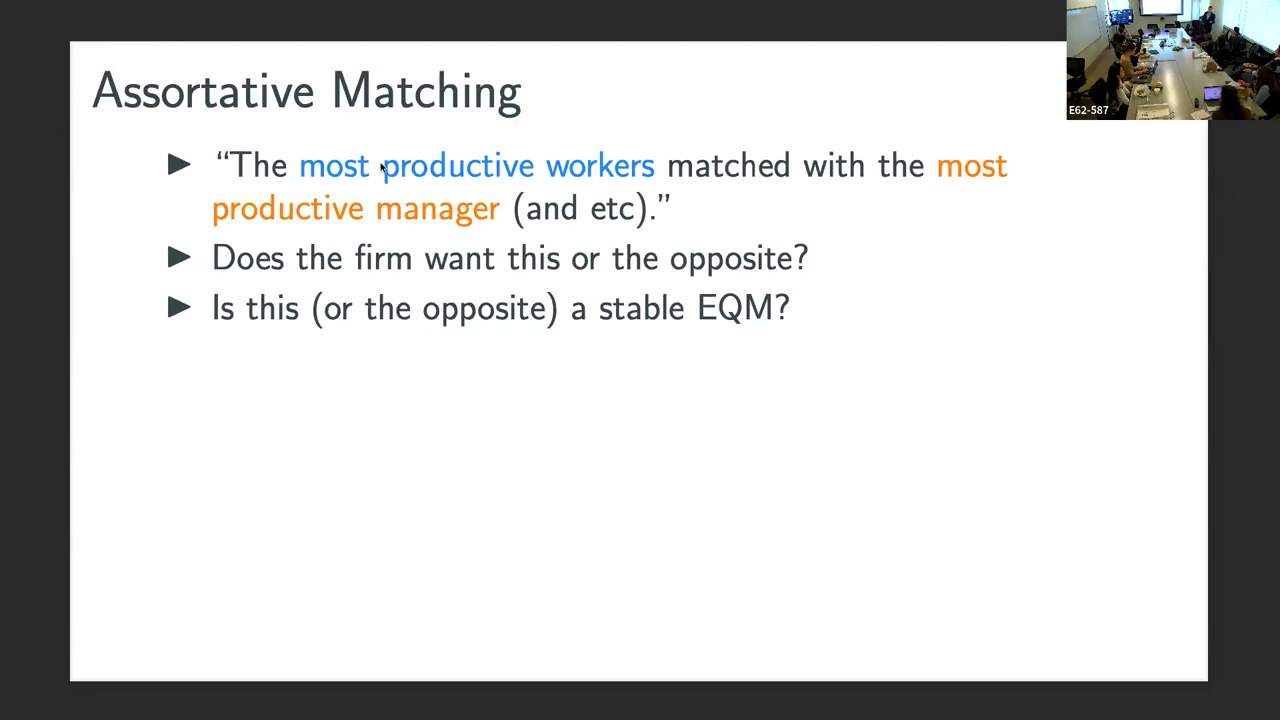 Assortative Matching
▶ “The most productive workers matched with the most
productive manager (and etc).”
▶ Does the firm want this or the opposite?
▶ Is this (or the opposite) a stable EQM?
E62-587